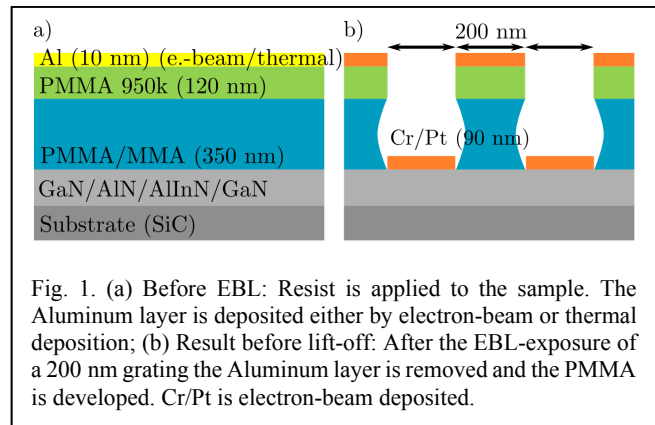 a)
Al (10 nm) (e.-beam/thermal)
PMMA 950k (120 nm)
PMMA/MMA (350 nm)
GaN/AlN/AlInN/GaN
Substrate (SiC)
b)
200 nm
Cr/Pt (90 nm)
Fig. 1. (a) Before EBL: Resist is applied to the sample. The
Aluminum layer is deposited either by electron-beam or thermal
deposition; (b) Result before lift-off: After the EBL-exposure of
a 200 nm grating the Aluminum layer is removed and the PMMA
is developed. Cr/Pt is electron-beam deposited.